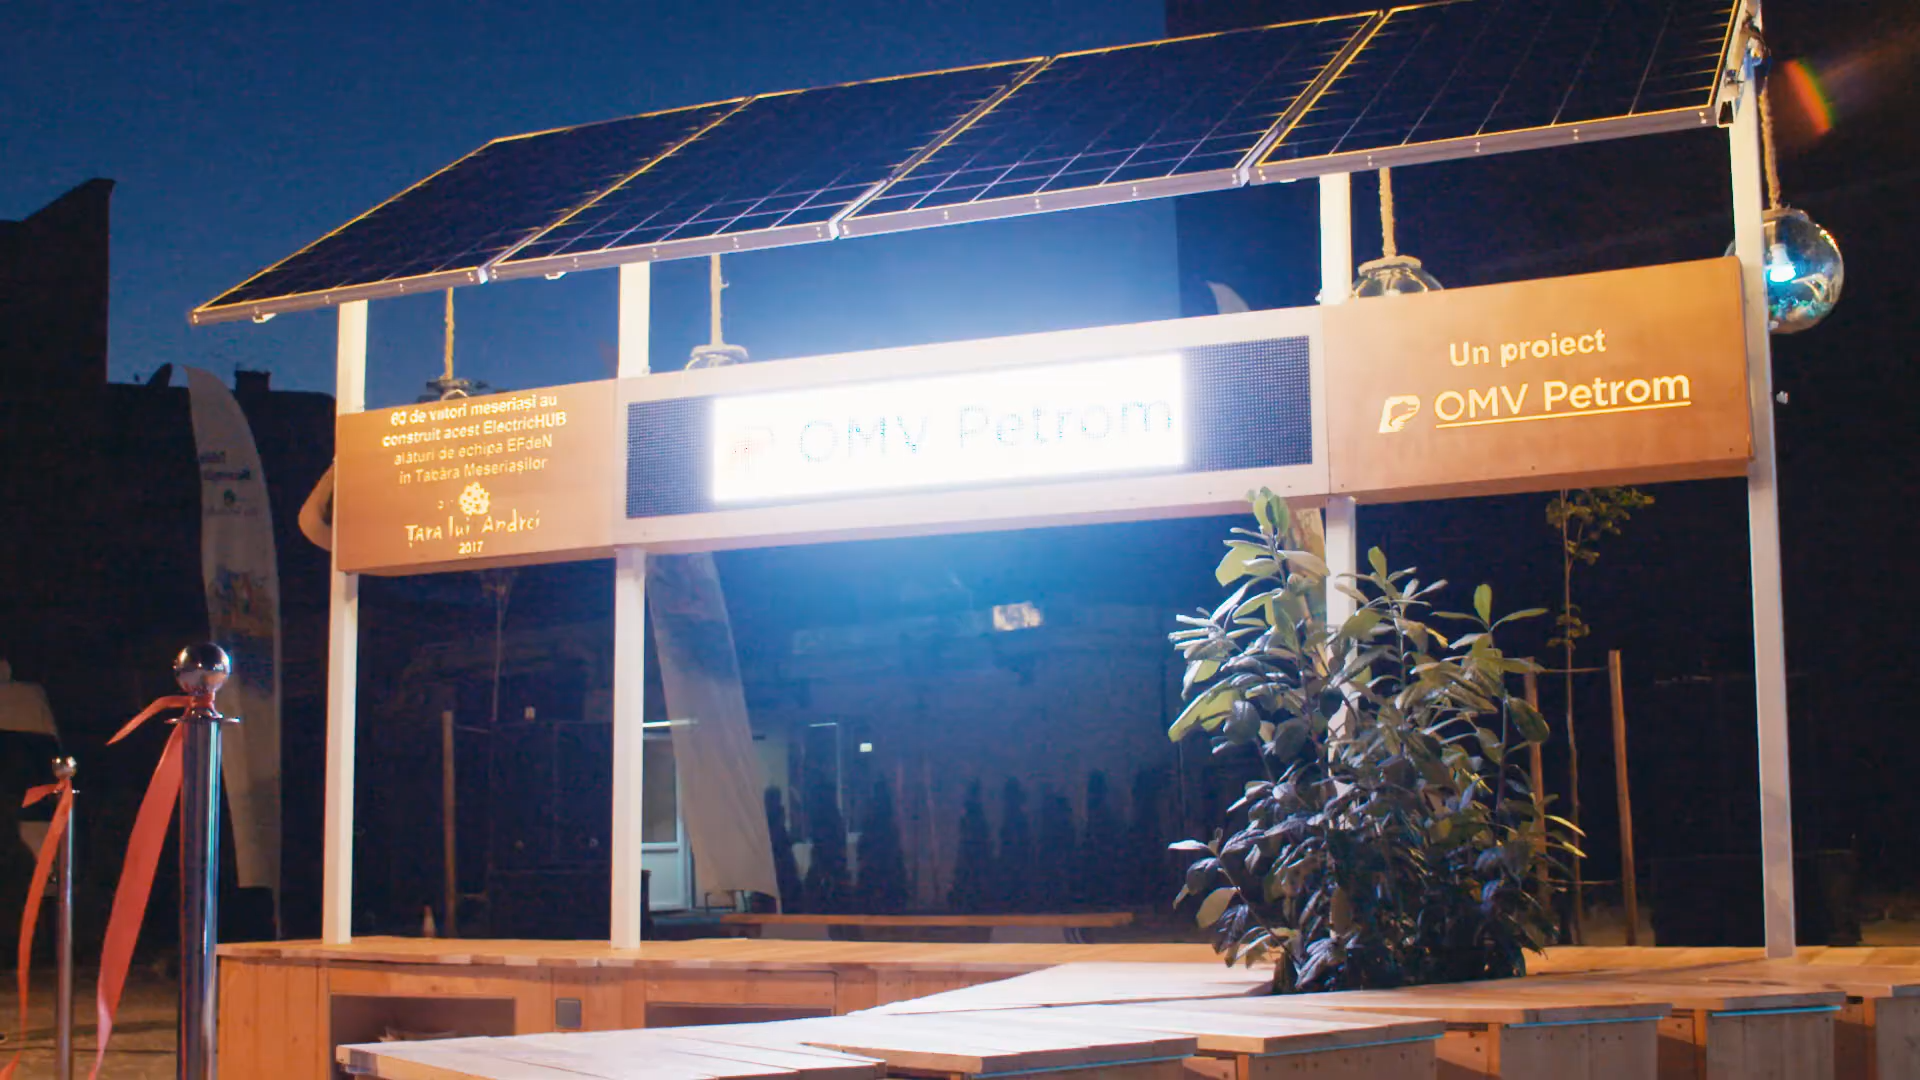 60 de viitori meseriași au
construit acest ElectricHUB
alături de echipa EFdeN
în Tabăra Meseriașilor
Țara lui Andrei
2017
OMV Petrom
Un proiect
OMV Petrom